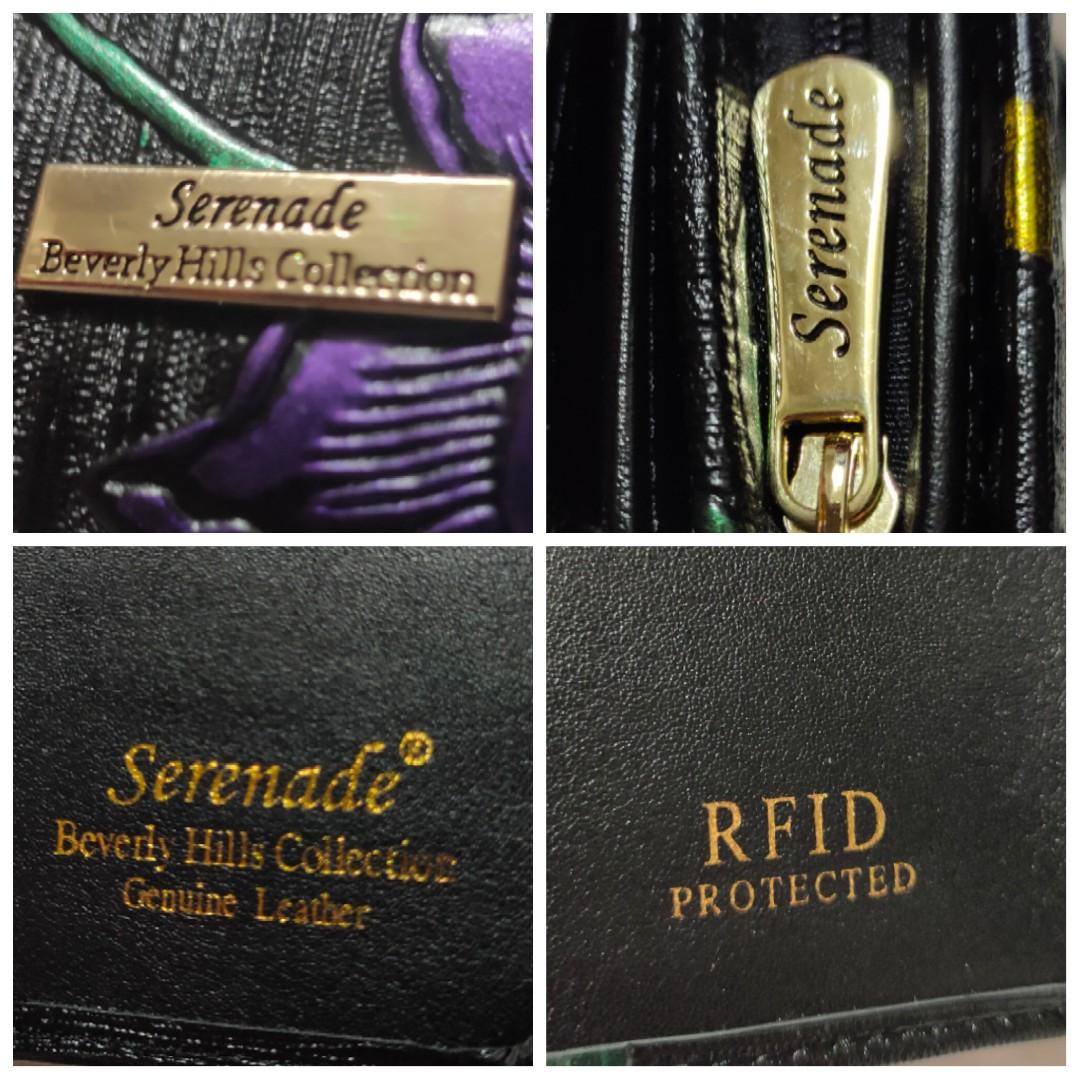 Serenade
Beverly Hills Collection
Serenade
Serenade®
Beverly Hills Collection
Genuine Leather
RFID
PROTECTED